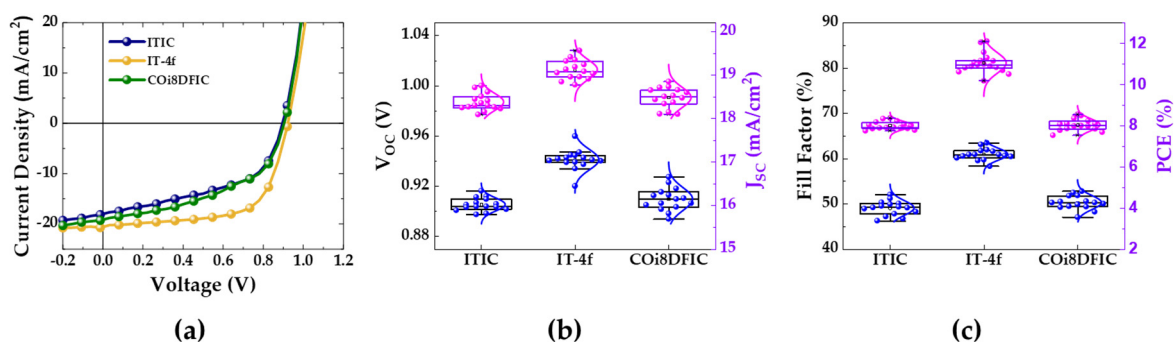 20
10
0
-10
-20
-30
Current Density (mA/cm²)
ITIC
IT-4f
COi8DFIC
-0.2 0.0 0.2 0.4 0.6 0.8 1.0 1.2
Voltage (V)
(a)
1.04
1.00
0.96
0.92
0.88
V_OC (V)
20
19
18
17
16
15
J_SC (mA/cm²)
ITIC IT-4f COi8DFIC
(b)
90
80
70
60
50
40
Fill Factor (%)
12
10
8
6
4
2
PCE (%)
ITIC IT-4f COi8DFIC
(c)